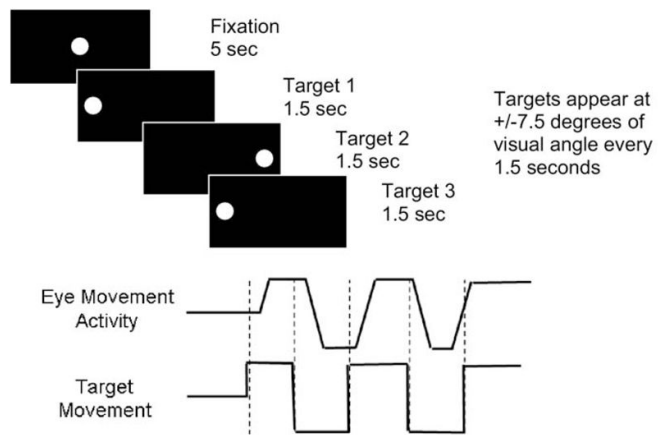 Fixation
5 sec
Target 1
1.5 sec
Target 2
1.5 sec
Target 3
1.5 sec
Targets appear at
+/-7.5 degrees of
visual angle every
1.5 seconds
Eye Movement
Activity
Target
Movement